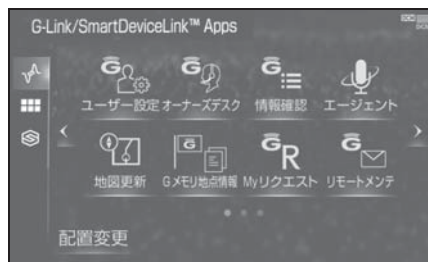 G-Link/SmartDeviceLink™ Apps
ユーザー設定 オーナーズデスク 情報確認 エージェント
地図更新 Gメモリ地点情報 Myリクエスト リモートメンテ
配置変更